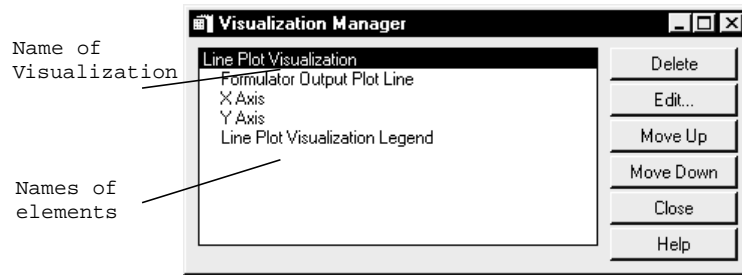 Visualization Manager
Name of
Visualization
Line Plot Visualization
Formulator Output Plot Line
X Axis
Y Axis
Line Plot Visualization Legend
Names of
elements
Delete
Edit...
Move Up
Move Down
Close
Help